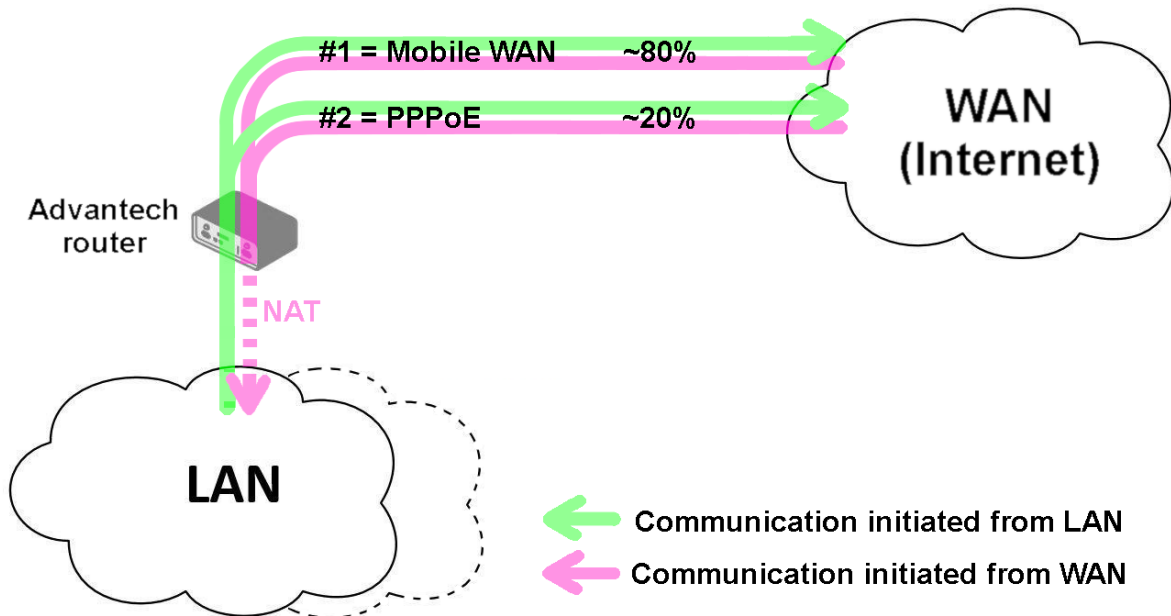 #1 = Mobile WAN ~80%
#2 = PPPoE ~20%
WAN
(Internet)
Advantech
router
NAT
LAN
Communication initiated from LAN
Communication initiated from WAN